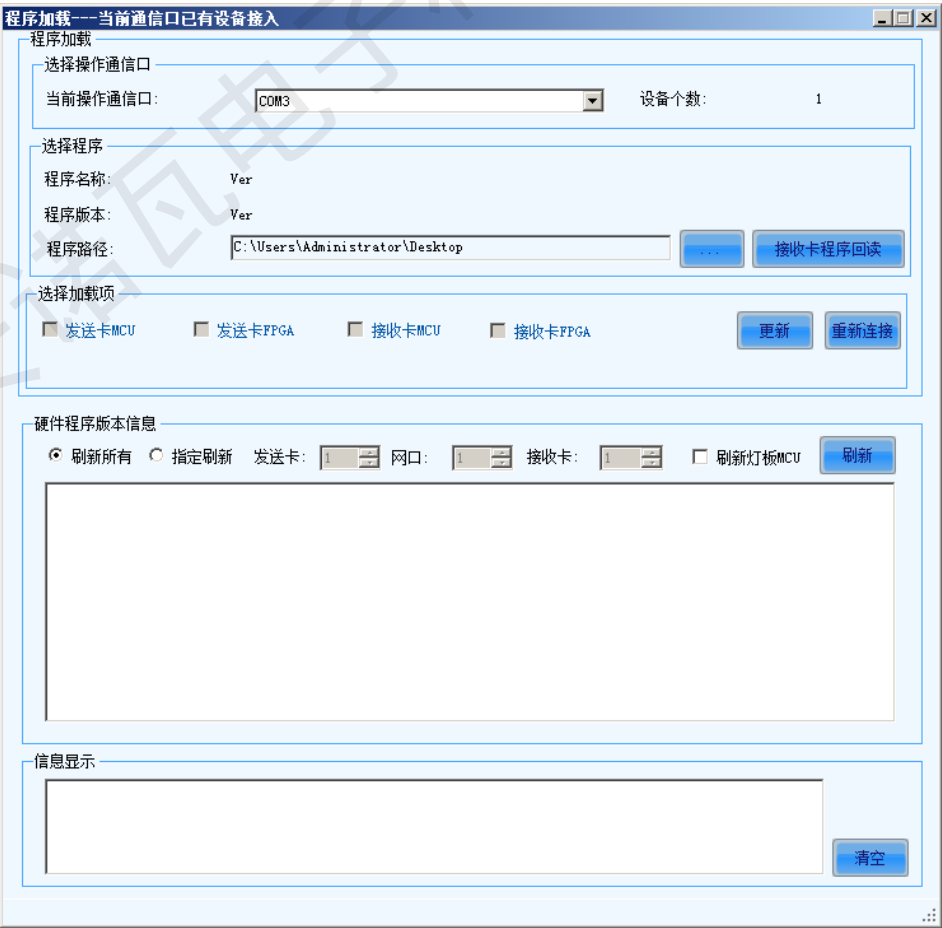 程序加载---当前通信口已有设备接入
程序加载
选择操作通信口
当前操作通信口: COM3 设备个数: 1
选择程序
程序名称: Ver
程序版本: Ver
程序路径: C:\Users\Administrator\Desktop ... 接收卡程序回读
选择加载项
发送卡MCU 发送卡FPGA 接收卡MCU 接收卡FPGA 更新 重新连接
硬件程序版本信息
刷新所有 指定刷新 发送卡: 1 网口: 1 接收卡: 1 刷新灯板MCU 刷新
信息显示
清空
诺瓦电子